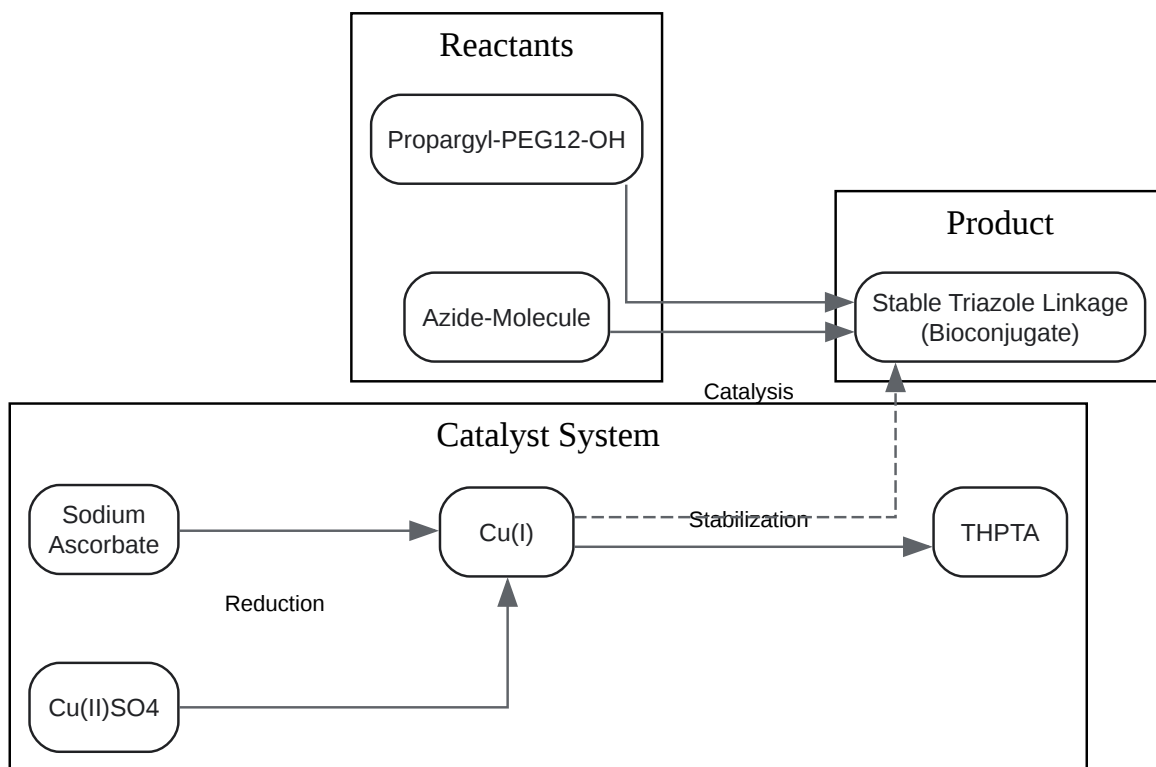 Reactants
Propargyl-PEG12-OH
Azide-Molecule
Product
Stable Triazole Linkage
(Bioconjugate)
Catalysis
Catalyst System
Sodium
Ascorbate
Cu(I)
Stabilization
THPTA
Reduction
Cu(II)SO4